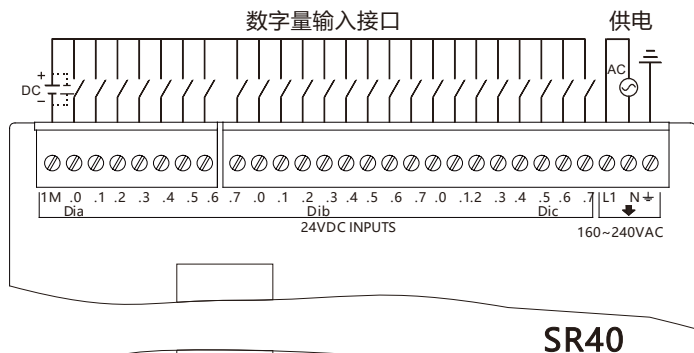 数字量输入接口 供电
+ DC − AC
1M .0 .1 .2 .3 .4 .5 .6 .7 .0 .1 .2 .3 .4 .5 .6 .7 .0 .1.2 .3 .4 .5 .6 .7 L1 N
Dia Dib Dic
24VDC INPUTS 160~240VAC
SR40